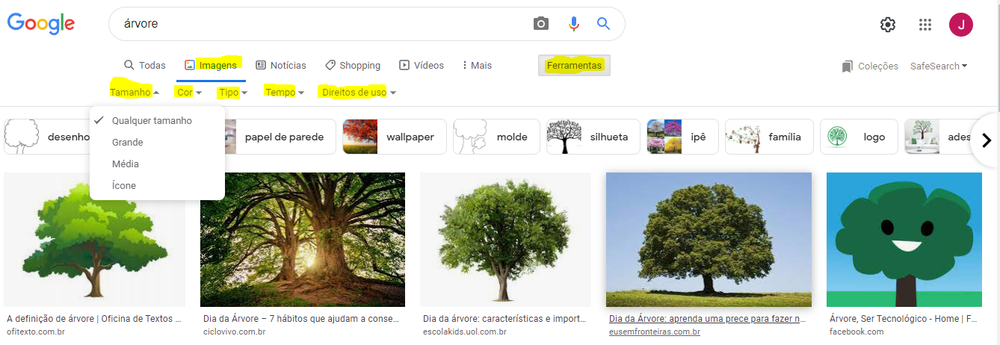 Google
árvore
J
Todas Imagens Notícias Shopping Vídeos Mais Ferramentas Coleções SafeSearch
Tamanho Cor Tipo Tempo Direitos de uso
Qualquer tamanho
Grande
Média
Ícone
desenho papel de parede wallpaper molde silhueta ipê família logo ades
A definição de árvore | Oficina de Textos ...
ofitexto.com.br
Dia da Árvore – 7 hábitos que ajudam a conse...
ciclovivo.com.br
Dia da árvore: características e import...
escolakids.uol.com.br
Dia da Árvore: aprenda uma prece para fazer n...
eusemfronteiras.com.br
Árvore, Ser Tecnológico - Home | F...
facebook.com